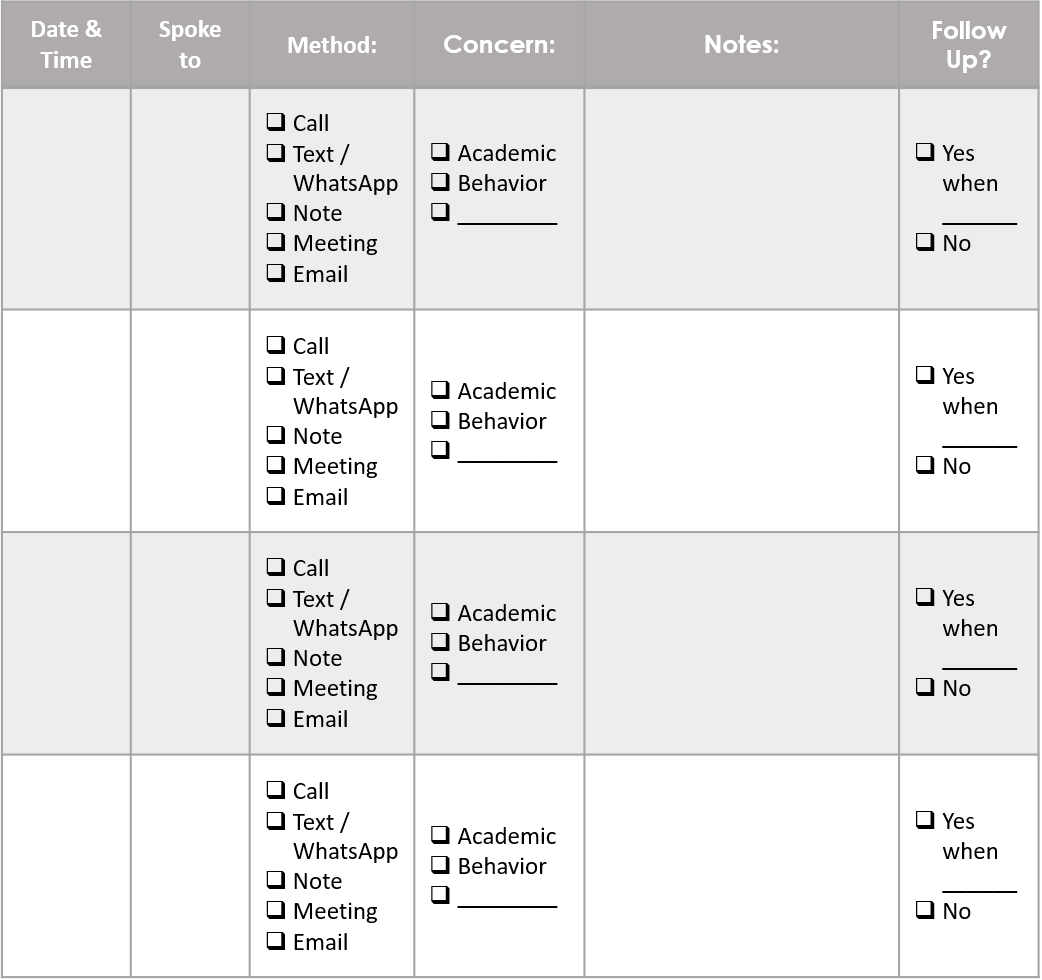 Date &
Time
Spoke
to
Method:
Concern:
Notes:
Follow
Up?
❑ Call
❑ Text /
WhatsApp
❑ Note
❑ Meeting
❑ Email
❑ Academic
❑ Behavior
❑ ________
❑ Yes
when
______
❑ No
❑ Call
❑ Text /
WhatsApp
❑ Note
❑ Meeting
❑ Email
❑ Academic
❑ Behavior
❑ ________
❑ Yes
when
______
❑ No
❑ Call
❑ Text /
WhatsApp
❑ Note
❑ Meeting
❑ Email
❑ Academic
❑ Behavior
❑ ________
❑ Yes
when
______
❑ No
❑ Call
❑ Text /
WhatsApp
❑ Note
❑ Meeting
❑ Email
❑ Academic
❑ Behavior
❑ ________
❑ Yes
when
______
❑ No